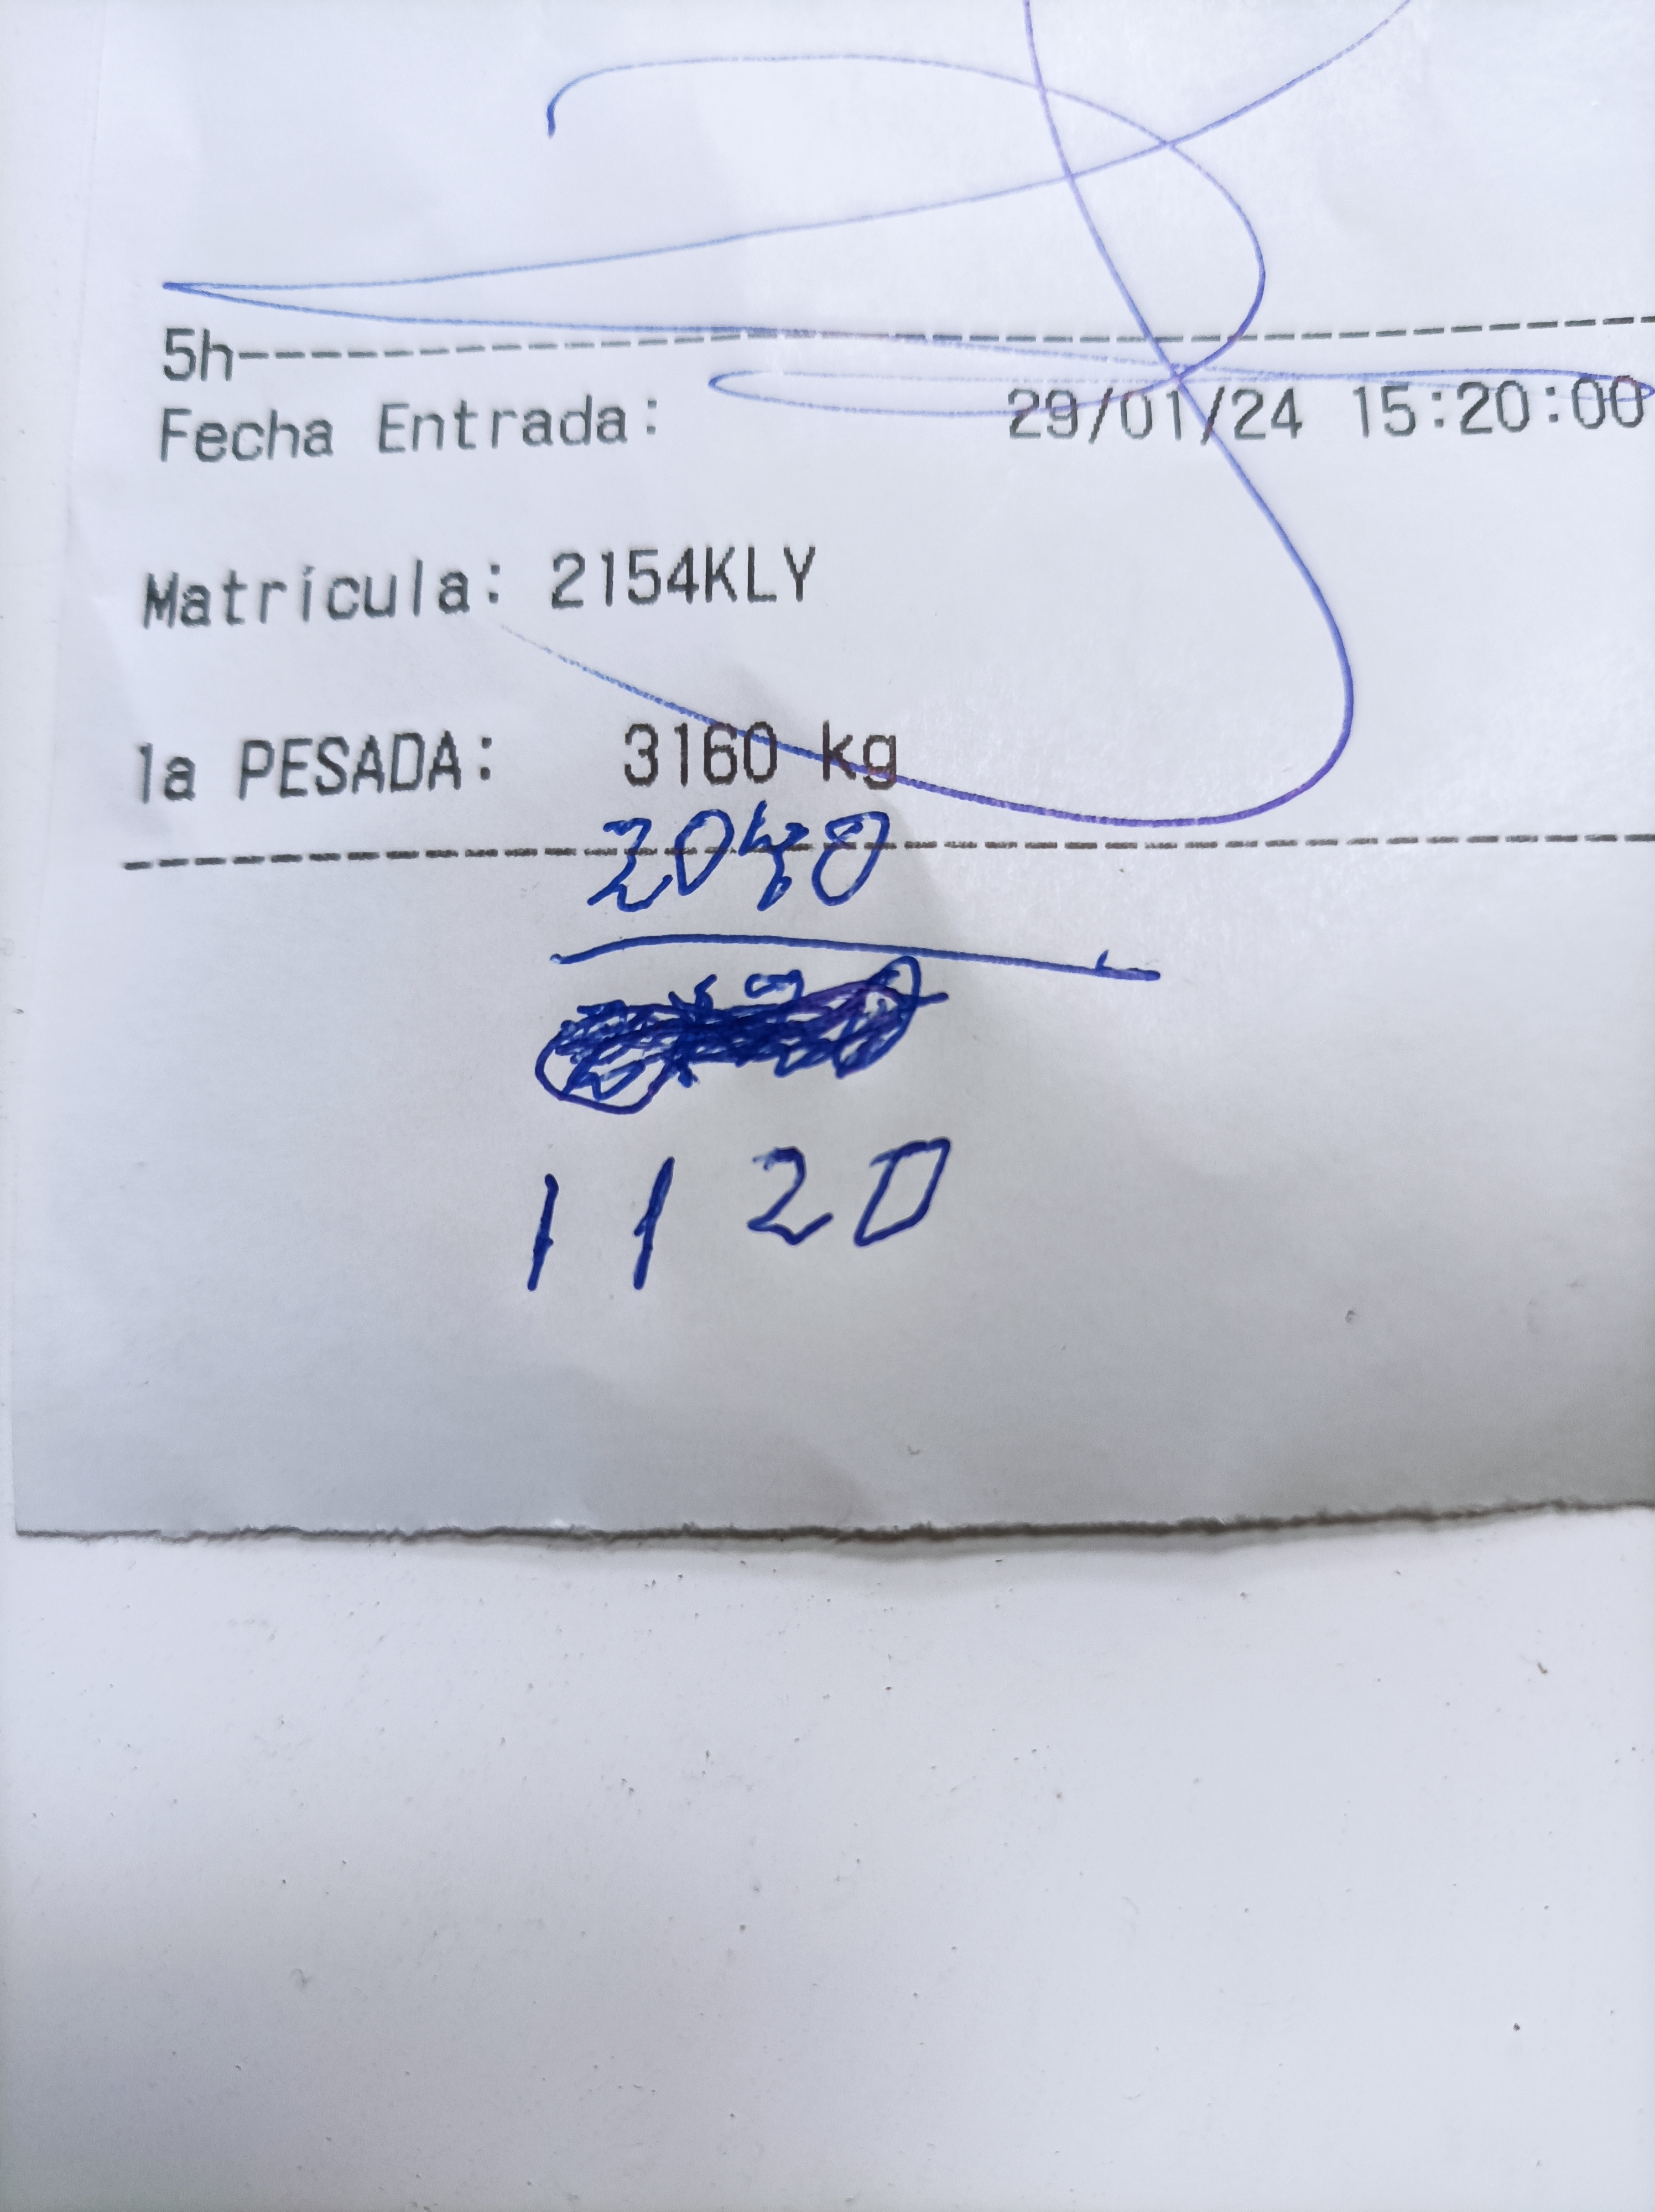 5h--------------------------------
Fecha Entrada: 29/01/24 15:20:00
Matrícula: 2154KLY
1a PESADA: 3160 kg
2040
1120